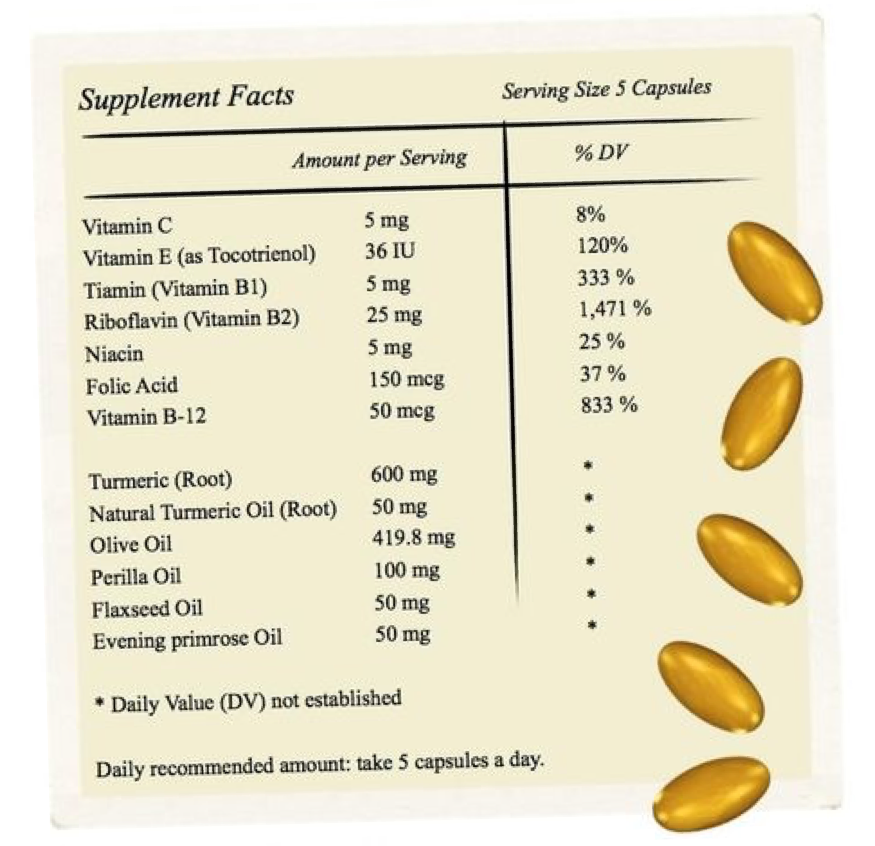 Supplement Facts Serving Size 5 Capsules
Amount per Serving % DV
Vitamin C 5 mg 8%
Vitamin E (as Tocotrienol) 36 IU 120%
Tiamin (Vitamin B1) 5 mg 333 %
Riboflavin (Vitamin B2) 25 mg 1,471 %
Niacin 5 mg 25 %
Folic Acid 150 mcg 37 %
Vitamin B-12 50 mcg 833 %
Turmeric (Root) 600 mg *
Natural Turmeric Oil (Root) 50 mg *
Olive Oil 419.8 mg *
Perilla Oil 100 mg *
Flaxseed Oil 50 mg *
Evening primrose Oil 50 mg *
* Daily Value (DV) not established
Daily recommended amount: take 5 capsules a day.